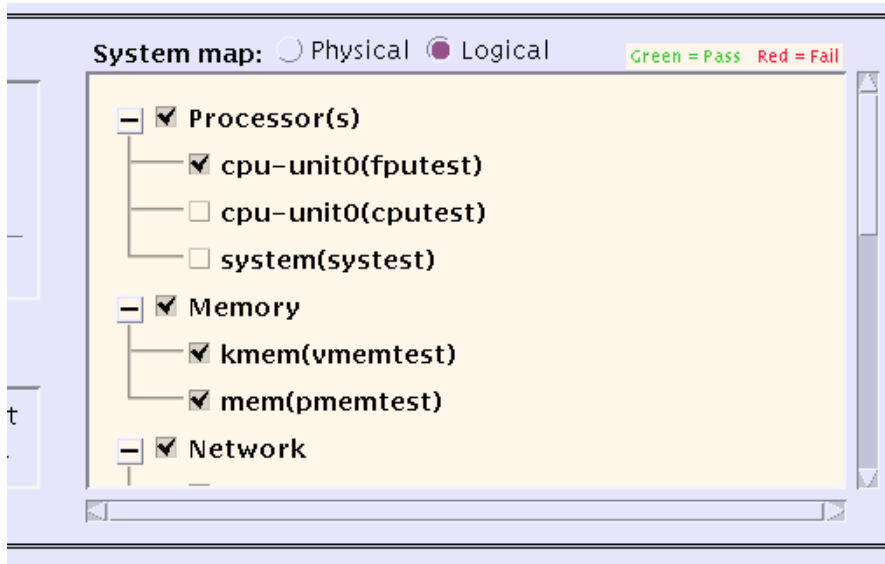 System map: Physical Logical
Green = Pass Red = Fail
Processor(s)
cpu-unit0(fputest)
cpu-unit0(cputest)
system(systest)
Memory
kmem(vmemtest)
mem(pmemtest)
t
Network
.